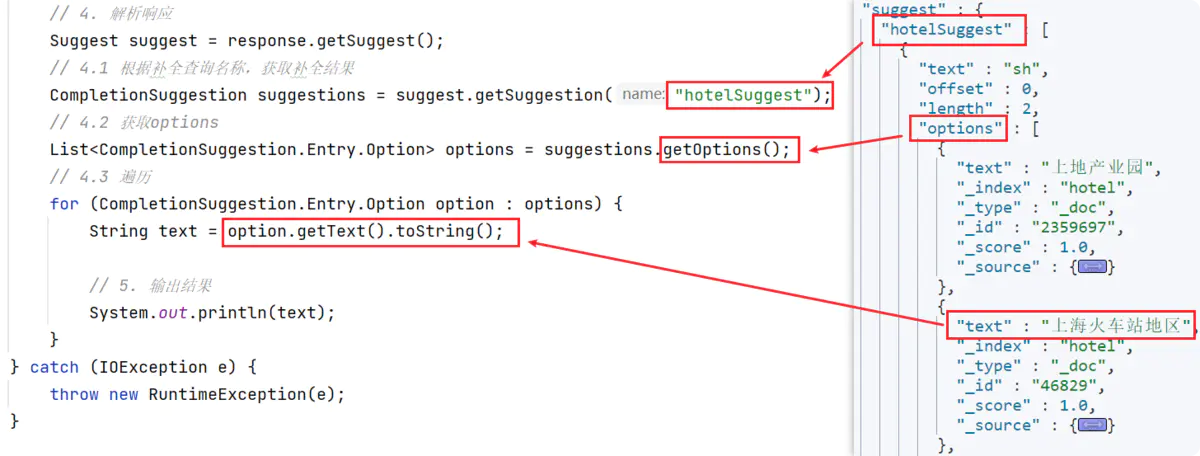 // 4. 解析响应
Suggest suggest = response.getSuggest();
// 4.1 根据补全查询名称，获取补全结果
CompletionSuggestion suggestions = suggest.getSuggestion( name: "hotelSuggest");
// 4.2 获取options
List<CompletionSuggestion.Entry.Option> options = suggestions.getOptions();
// 4.3 遍历
for (CompletionSuggestion.Entry.Option option : options) {
String text = option.getText().toString();
// 5. 输出结果
System.out.println(text);
}
} catch (IOException e) {
throw new RuntimeException(e);
}
"suggest" : {
"hotelSuggest" : [
{
"text" : "sh",
"offset" : 0,
"length" : 2,
"options" : [
{
"text" : "上地产业园",
"_index" : "hotel",
"_type" : "_doc",
"_id" : "2359697",
"_score" : 1.0,
"_source" : {}
},
{
"text" : "上海火车站地区",
"_index" : "hotel",
"_type" : "_doc",
"_id" : "46829",
"_score" : 1.0,
"_source" : {}
},